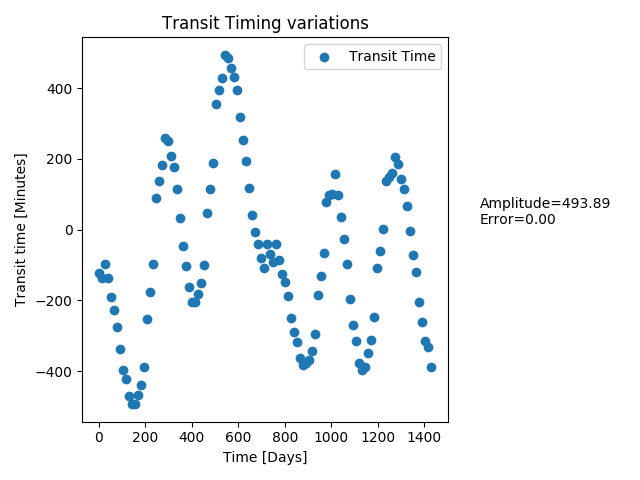 Transit Timing variations
Transit Time
400
200
0
−200
−400
Transit time [Minutes]
0 200 400 600 800 1000 1200 1400
Time [Days]
Amplitude=493.89
Error=0.00